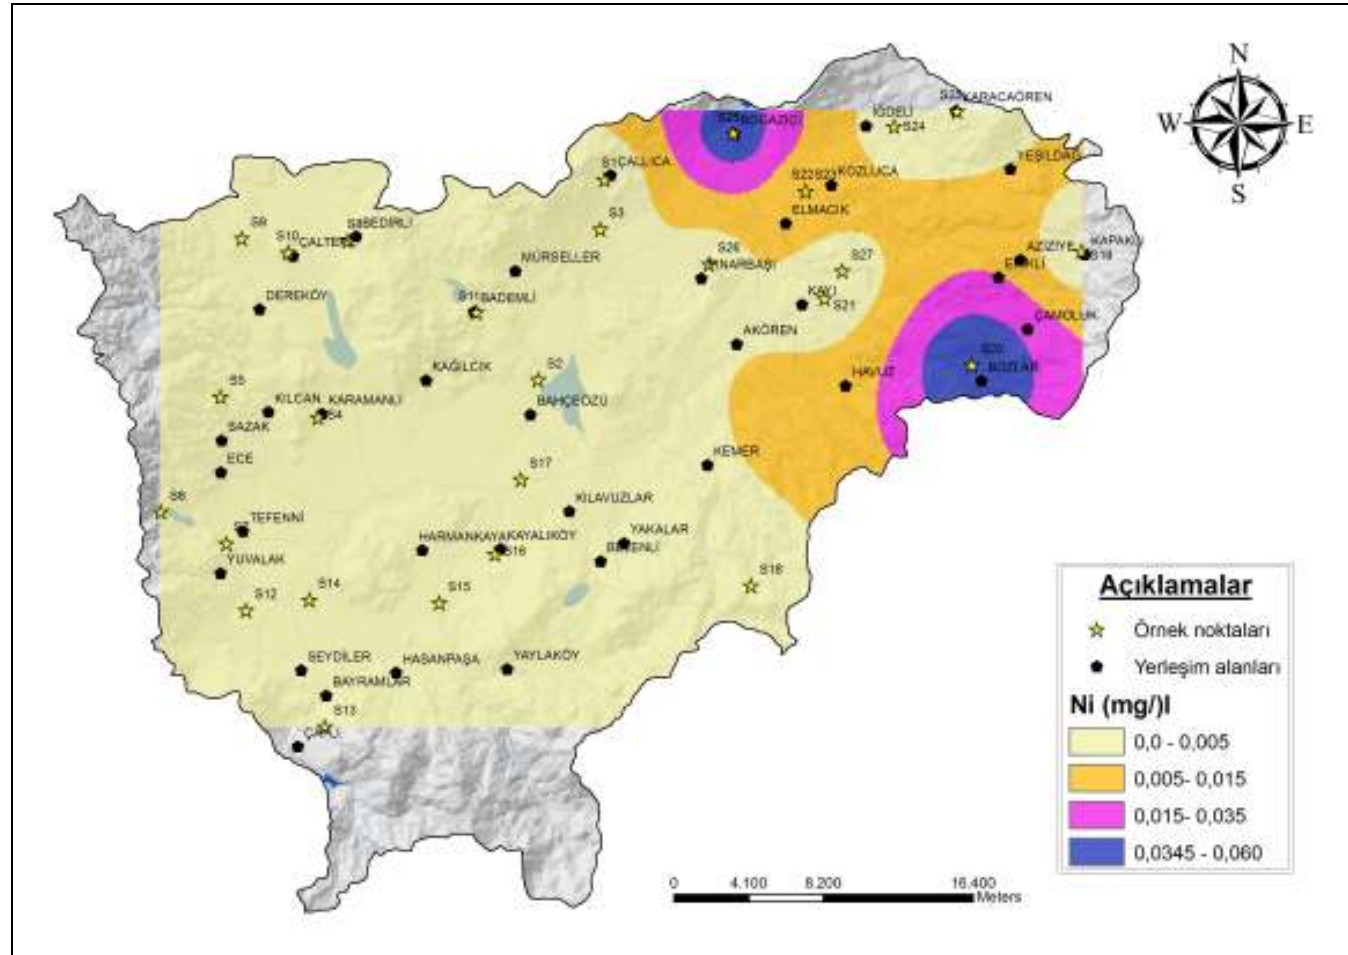 N
W E
S
S25 KARACAÖREN
İĞDELİ
S24
S25 BOĞAZİÇİ
YEŞİLDAĞ
S1 ÇALLICA
S22 S23 KOZLUCA
ELMACIK
S3
S9
S10
ÇALTEPE
S8 BEDİRLİ
S26
PINARBAŞI
S27
AZİZİYE
KAPAKLI
S19
MÜRSELLER
KAYI
S21
DEREKÖY
S11 BADEMLİ
ÇAMOLUK
AKÖREN
S20
BOZLAR
HAVUZ
KAĞILCIK
S2
S5
KILCAN
KARAMANLI
S4
BAHÇEÖZÜ
SAZAK
ECE
KEMER
S17
S6
KILAVUZLAR
TEFENNİ
HARMANKAYA
KAYALIKÖY
S16
YAKALAR
YUVALAK
S12
S14
S15
S18
SEYDİLER
HASANPAŞA
YAYLAKÖY
BAYRAMLAR
S13
Açıklamalar
Örnek noktaları
Yerleşim alanları
Ni (mg/)l
0,0 - 0,005
0,005- 0,015
0,015- 0,035
0,0345 - 0,060
0 4.100 8.200 16.400
Meters